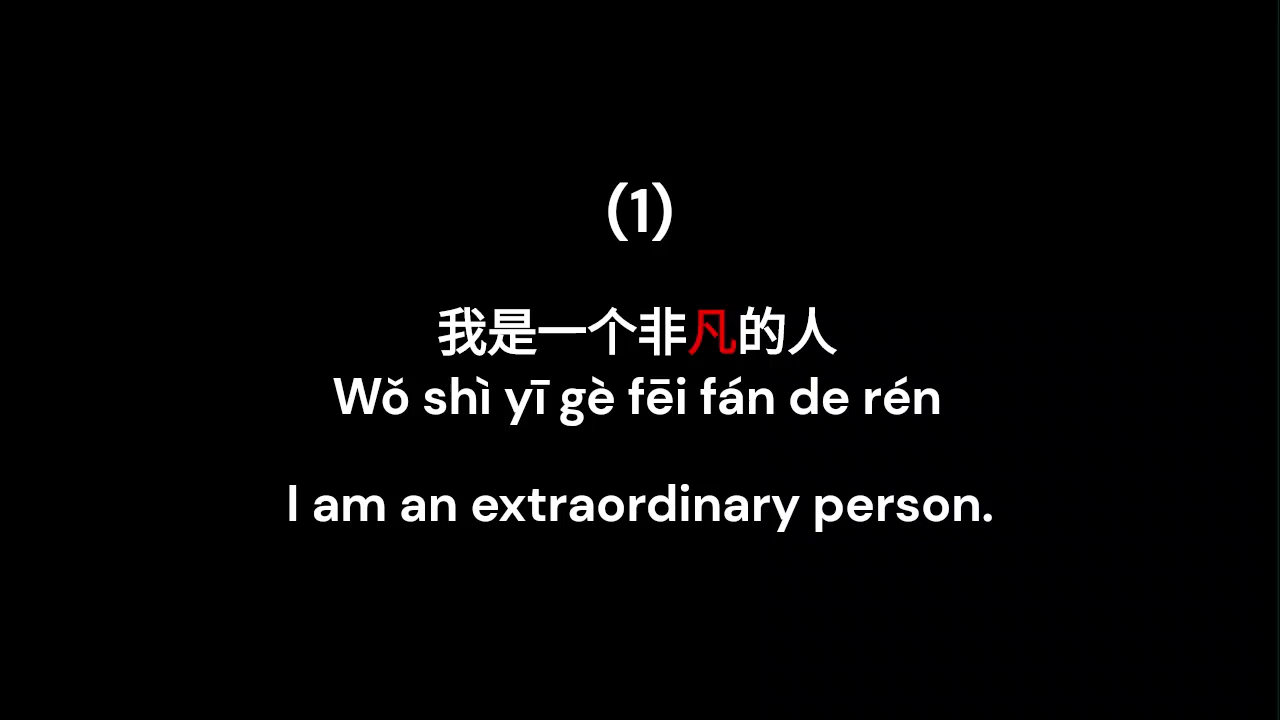 (1)
我是一个非凡的人
Wǒ shì yī gè fēi fán de rén
I am an extraordinary person.